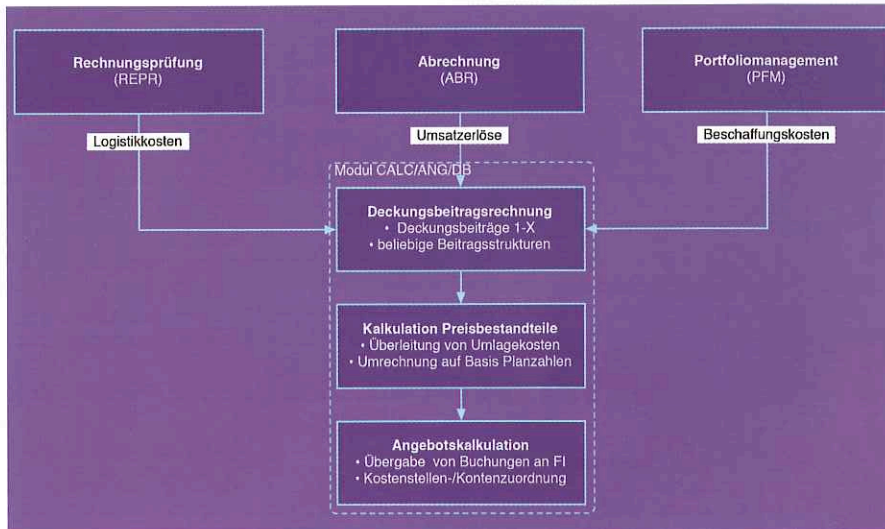 Rechnungsprüfung
(REPR)
Abrechnung
(ABR)
Portfoliomanagement
(PFM)
Logistikkosten
Umsatzerlöse
Beschaffungskosten
Modul CALC/ANG/DB
Deckungsbeitragsrechnung
• Deckungsbeiträge 1-X
• beliebige Beitragsstrukturen
Kalkulation Preisbestandteile
• Überleitung von Umlagekosten
• Umrechnung auf Basis Planzahlen
Angebotskalkulation
• Übergabe von Buchungen an FI
• Kostenstellen-/Kontenzuordnung